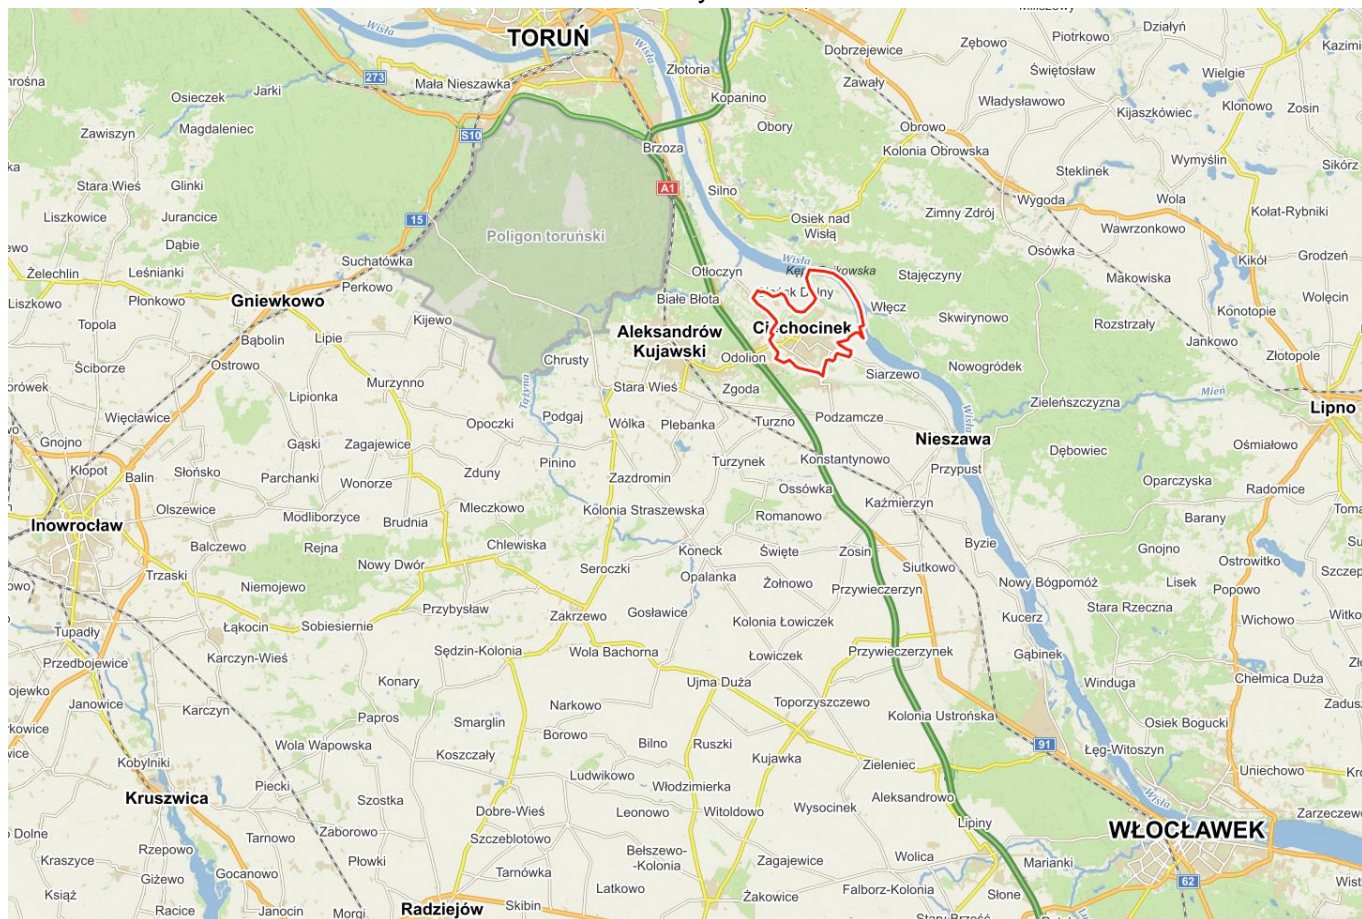 TORUŃ
Wisła
Wisła
Złotoria
Dobrzejewice
Zębowo
Piotrkowo
Działyń
Świętosław
Wielgie
Zawały
273
Mała Nieszawka
Osieczek
Jarki
Kopanino
Władysławowo
Kijaszkówiec
Klonowo
Zosin
Zawiszyn
Magdaleniec
S10
Brzoza
Obory
Obrowo
Kolonia Obrowska
Wymyślin
Sikórz
Steklinek
Stara Wieś
Glinki
A1
Silno
Wygoda
Wola
Liszkowice
Jurancice
15
Osiek nad
Wisłą
Zimny Zdrój
Kołat-Rybniki
Wawrzonkowo
Dąbie
Poligon toruński
Osówka
Kikół
Grodzeń
Suchatówka
Wisła
Otłoczyn
Stajęczyny
Makowiska
Żelechlin
Leśnianki
Perkowo
Liszkowo
Płonkowo
Gniewkowo
Białe Błota
Włęcz
Wolęcin
Skwirynowo
Klonowo
Rozstrzały
Topola
Kijewo
Lipie
Bąbolin
Aleksandrów
Kujawski
Ciechocinek
Jankowo
Złotopole
Ostrowo
Ściborze
Chrusty
Odolion
Nowogródek
Siarzewo
Murzynno
Stara Wieś
Zgoda
Mień
Lipionka
Tążyna
Zieleńszczyzna
Lipno
Więcławice
Opoczki
Podgaj
Wólka
Plebanka
Turzno
Podzamcze
Wisła
Nieszawa
Gnojno
Gąski
Zagajewice
Dębowiec
Ośmiałowo
Kłopot
Balin
Słońsko
Parchanki
Wonorze
Zduny
Pinino
Zazdromin
Turzynek
Konstantynowo
Przypust
Oparczyska
Radomice
Ossówka
Kaźmierzyn
Olszewice
Modliborzyce
Brudnia
Mleczkowo
Kolonia Straszewska
Romanowo
Barany
Inowrocław
Balczewo
Rejna
Chlewiska
Koneck
Święte
Zosin
Byzie
Gnojno
Nowy Dwór
Seroczki
Opalanka
Żołnowo
Siutkowo
Ostrowitko
Trzaski
Niemojewo
Przywieczerzyn
Nowy Bógpomóż
Lisek
Popowo
Przybysław
Zakrzewo
Gosławice
Kolonia Łowiczek
Kucerz
Stara Rzeczna
Wichowo
Tupadły
Łąkocin
Sobiesiernie
Przedbojewice
Karczyn-Wieś
Sędzin-Kolonia
Wola Bachorna
Łowiczek
Przywieczerzynek
Gąbinek
Chełmica Duża
Konary
Ujma Duża
Winduga
Janowice
Karczyn
Papros
Smarglin
Narkowo
Toporzyszczewo
Kolonia Ustrońska
Osiek Bogucki
Borowo
Bilno
Ruszki
91
Łęg-Witoszyn
Wola Wapowska
Koszczały
Kobylniki
Kujawka
Zieleniec
Uniechowo
Ludwikowo
Włodzimierka
Piecki
Kruszwica
Szostka
Dobre-Wieś
Leonowo
Witoldowo
Wysocinek
Aleksandrowo
Wisła
Lipiny
WŁOCŁAWEK
Tarnowo
Zaborowo
Szczeblotowo
Rzepowo
Bełszewo-
-Kolonia
Zagajewice
Wolica
Marianki
Kraszyce
Płowki
Giżewo
Gocanowo
Tarnówka
Latkowo
Żakowice
Falborz-Kolonia
Słone
62
Książ
Racice
Janocin
Radziejów
Skibin